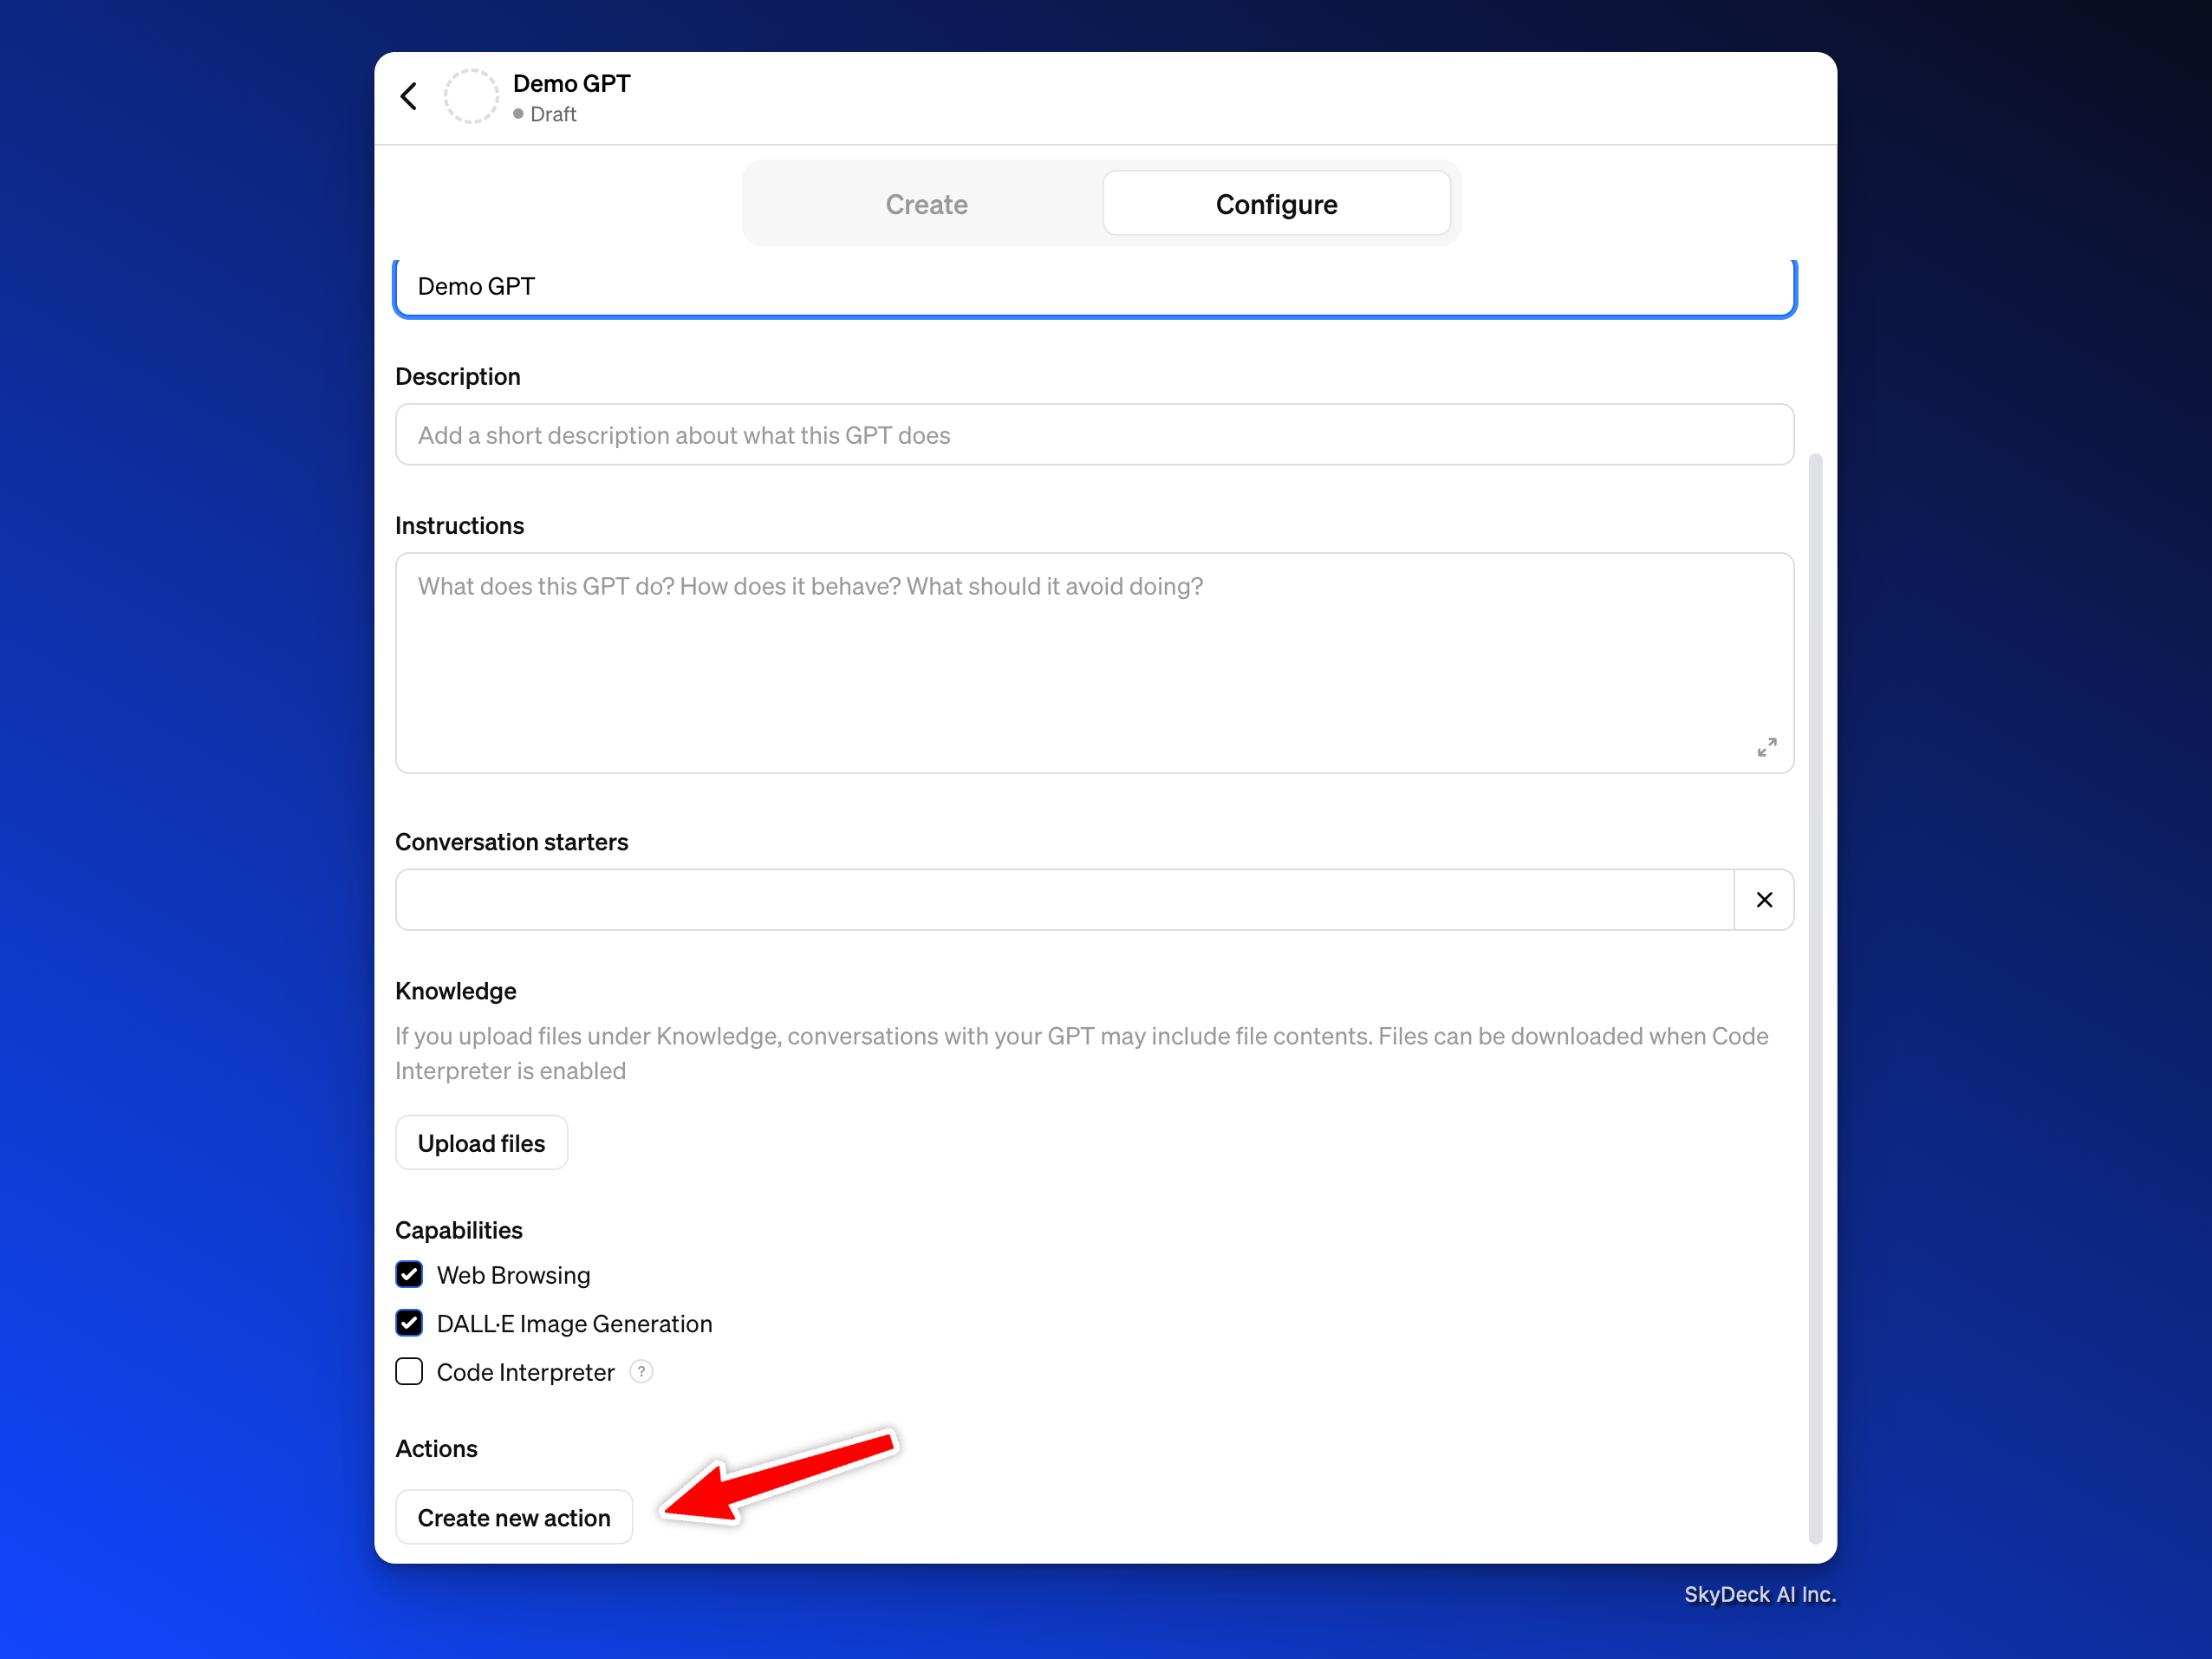 Demo GPT
Draft
Create
Configure
Demo GPT
Description
Add a short description about what this GPT does
Instructions
What does this GPT do? How does it behave? What should it avoid doing?
Conversation starters
Knowledge
If you upload files under Knowledge, conversations with your GPT may include file contents. Files can be downloaded when Code
Interpreter is enabled
Upload files
Capabilities
Web Browsing
DALL·E Image Generation
Code Interpreter ?
Actions
Create new action
SkyDeck AI Inc.